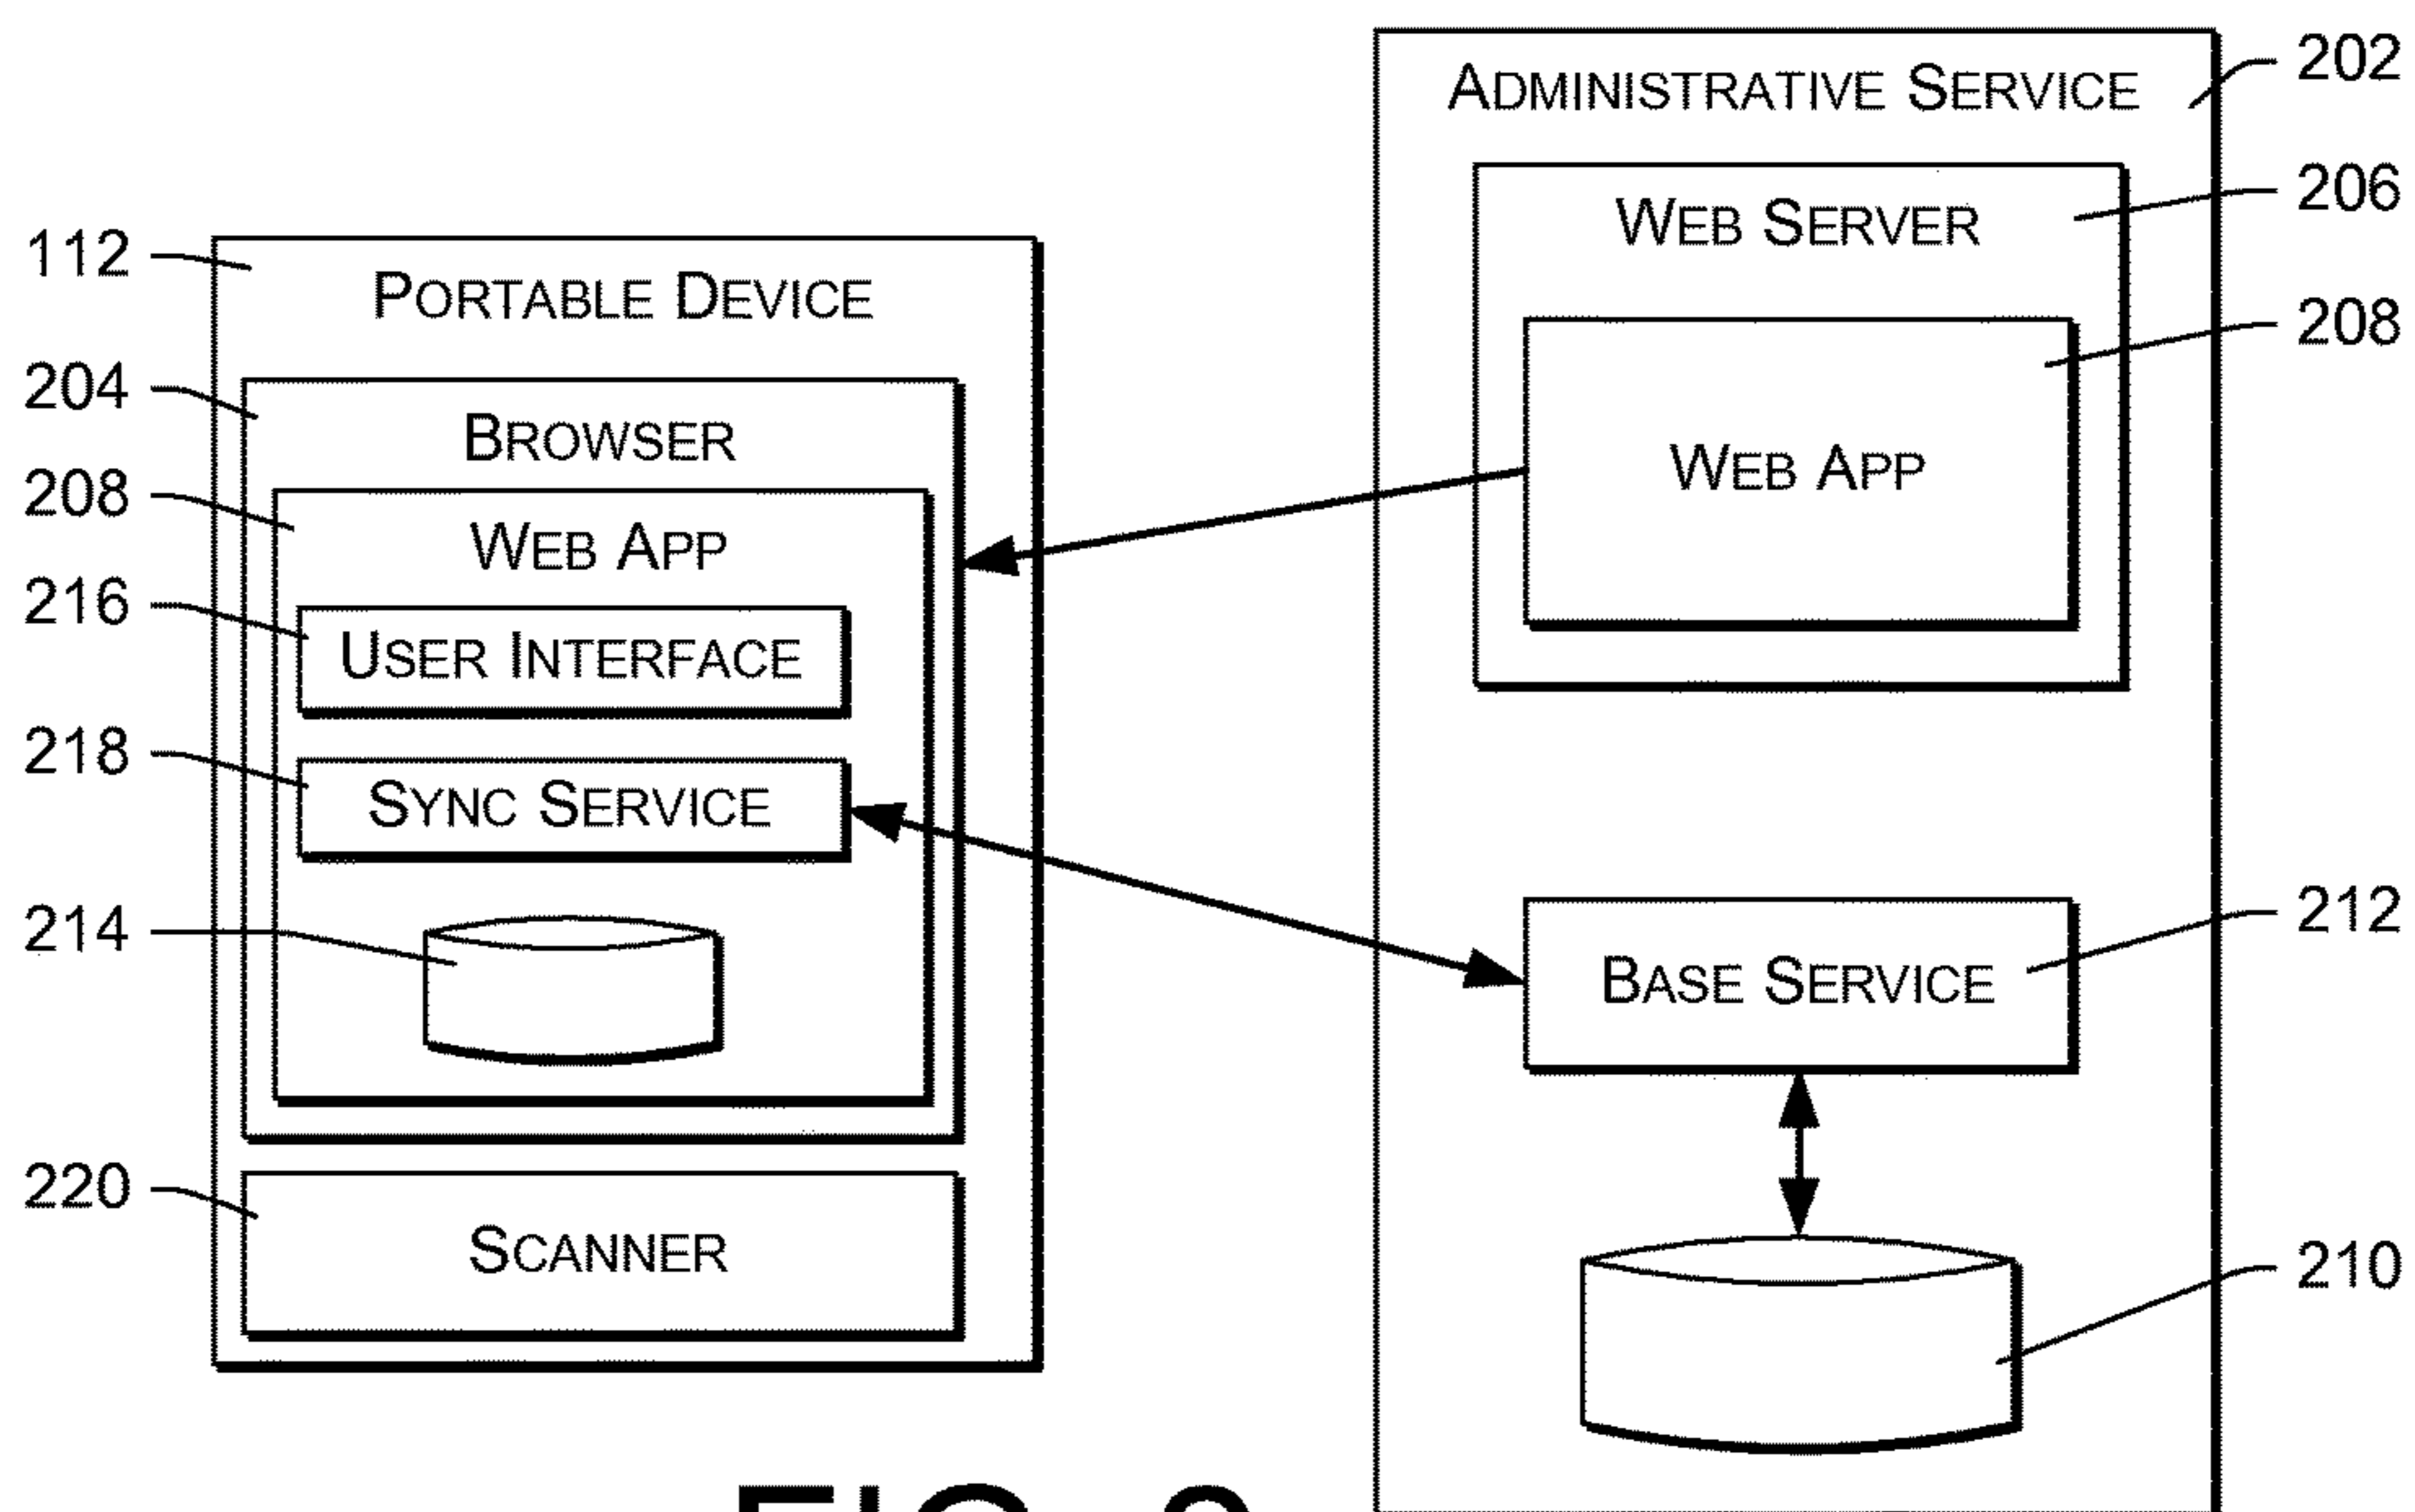 ADMINISTRATIVE SERVICE
202
WEB SERVER
206
WEB APP
208
112
PORTABLE DEVICE
204
BROWSER
208
WEB APP
216
USER INTERFACE
218
SYNC SERVICE
214
220
SCANNER
BASE SERVICE
212
210